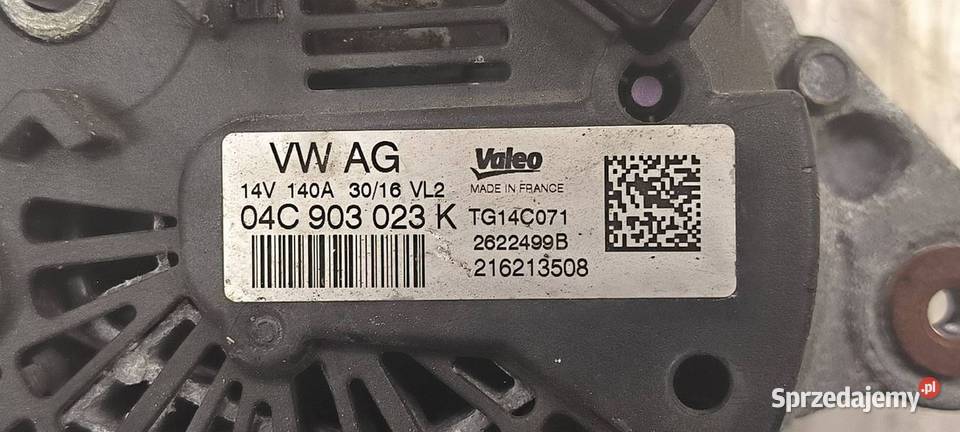 VW AG
14V 140A 30/16 VL2
04C 903 023 K
Valeo
MADE IN FRANCE
TG14C071
2622499B
216213508
Sprzedajemy.pl